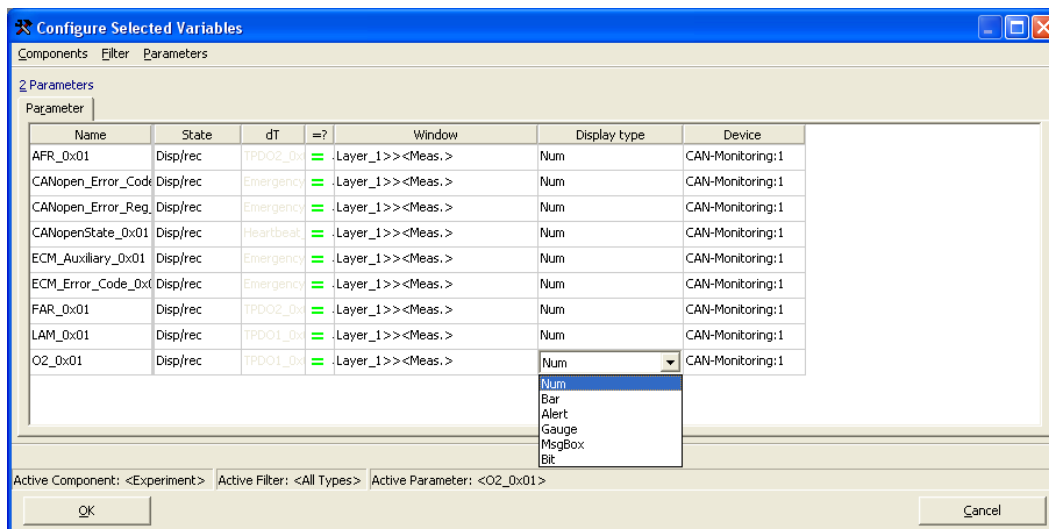 Configure Selected Variables
Components Filter Parameters
2 Parameters
Parameter
Name State dT =? Window Display type Device
AFR_0x01 Disp/rec TPDO2_0x0 = .Layer_1>><Meas.> Num CAN-Monitoring:1
CANopen_Error_Code Disp/rec Emergency = .Layer_1>><Meas.> Num CAN-Monitoring:1
CANopen_Error_Reg_ Disp/rec Emergency = .Layer_1>><Meas.> Num CAN-Monitoring:1
CANopenState_0x01 Disp/rec Heartbeat_ = .Layer_1>><Meas.> Num CAN-Monitoring:1
ECM_Auxiliary_0x01 Disp/rec Emergency = .Layer_1>><Meas.> Num CAN-Monitoring:1
ECM_Error_Code_0x0 Disp/rec Emergency = .Layer_1>><Meas.> Num CAN-Monitoring:1
FAR_0x01 Disp/rec TPDO2_0x0 = .Layer_1>><Meas.> Num CAN-Monitoring:1
LAM_0x01 Disp/rec TPDO1_0x0 = .Layer_1>><Meas.> Num CAN-Monitoring:1
O2_0x01 Disp/rec TPDO1_0x0 = .Layer_1>><Meas.> Num CAN-Monitoring:1
Num
Bar
Alert
Gauge
MsgBox
Bit
Active Component: <Experiment> Active Filter: <All Types> Active Parameter: <O2_0x01>
OK Cancel